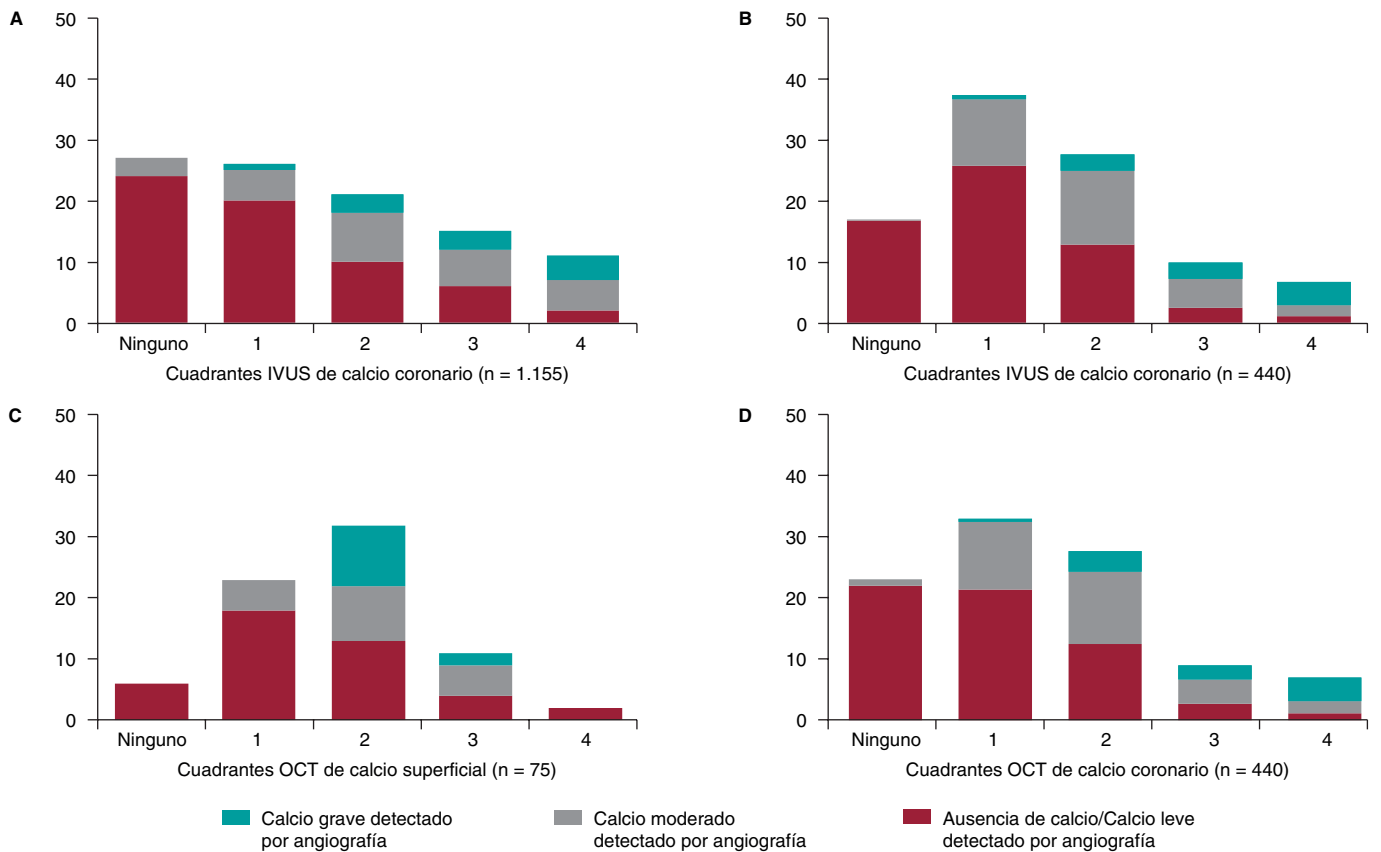 A
50
40
30
20
10
0
Ninguno 1 2 3 4
Cuadrantes IVUS de calcio coronario (n = 1.155)
B
50
40
30
20
10
0
Ninguno 1 2 3 4
Cuadrantes IVUS de calcio coronario (n = 440)
C
50
40
30
20
10
0
Ninguno 1 2 3 4
Cuadrantes OCT de calcio superficial (n = 75)
D
50
40
30
20
10
0
Ninguno 1 2 3 4
Cuadrantes OCT de calcio coronario (n = 440)
Calcio grave detectado
por angiografía
Calcio moderado
detectado por angiografía
Ausencia de calcio/Calcio leve
detectado por angiografía